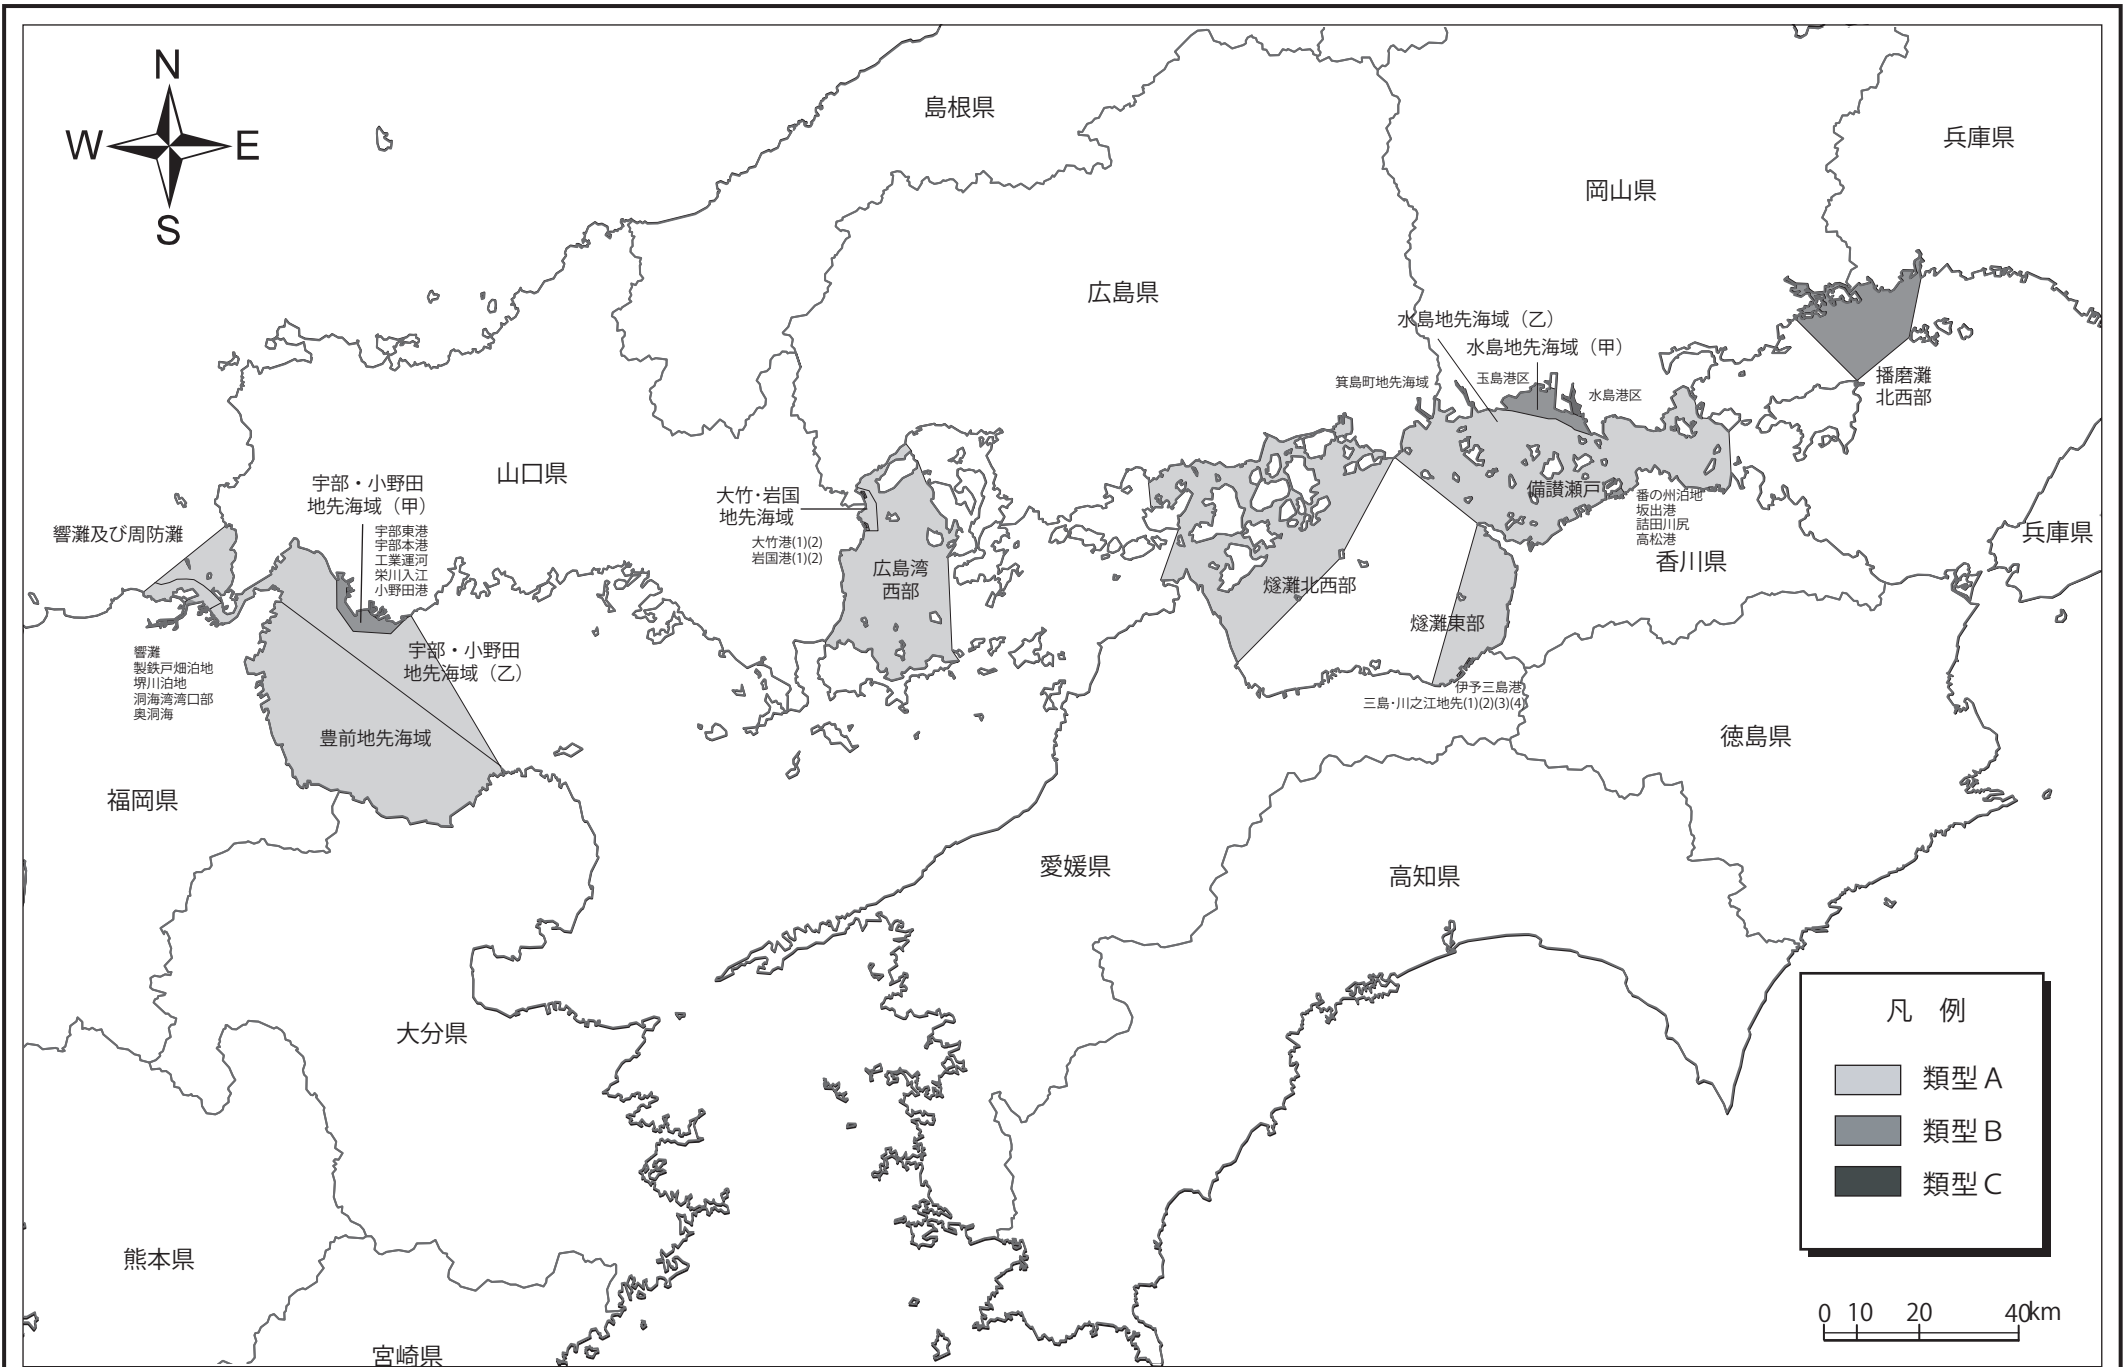 N
W
E
S
島根県
兵庫県
岡山県
広島県
水島地先海域（乙）
水島地先海域（甲）
箕島町地先海域
玉島港区
水島港区
播磨灘
北西部
山口県
宇部・小野田
地先海域（甲）
宇部東港
宇部本港
工業運河
栄川入江
小野田港
大竹・岩国
地先海域
大竹港(1)(2)
岩国港(1)(2)
響灘及び周防灘
備讃瀬戸
番の州泊地
坂出港
詰田川尻
高松港
香川県
兵庫県
広島湾
西部
燧灘北西部
燧灘東部
宇部・小野田
地先海域（乙）
響灘
製鉄戸畑泊地
堺川泊地
洞海湾湾口部
奥洞海
伊予三島港
三島・川之江地先(1)(2)(3)(4)
豊前地先海域
徳島県
福岡県
愛媛県
高知県
大分県
熊本県
宮崎県
凡　例
類型A
類型B
類型C
0 10 20 40km